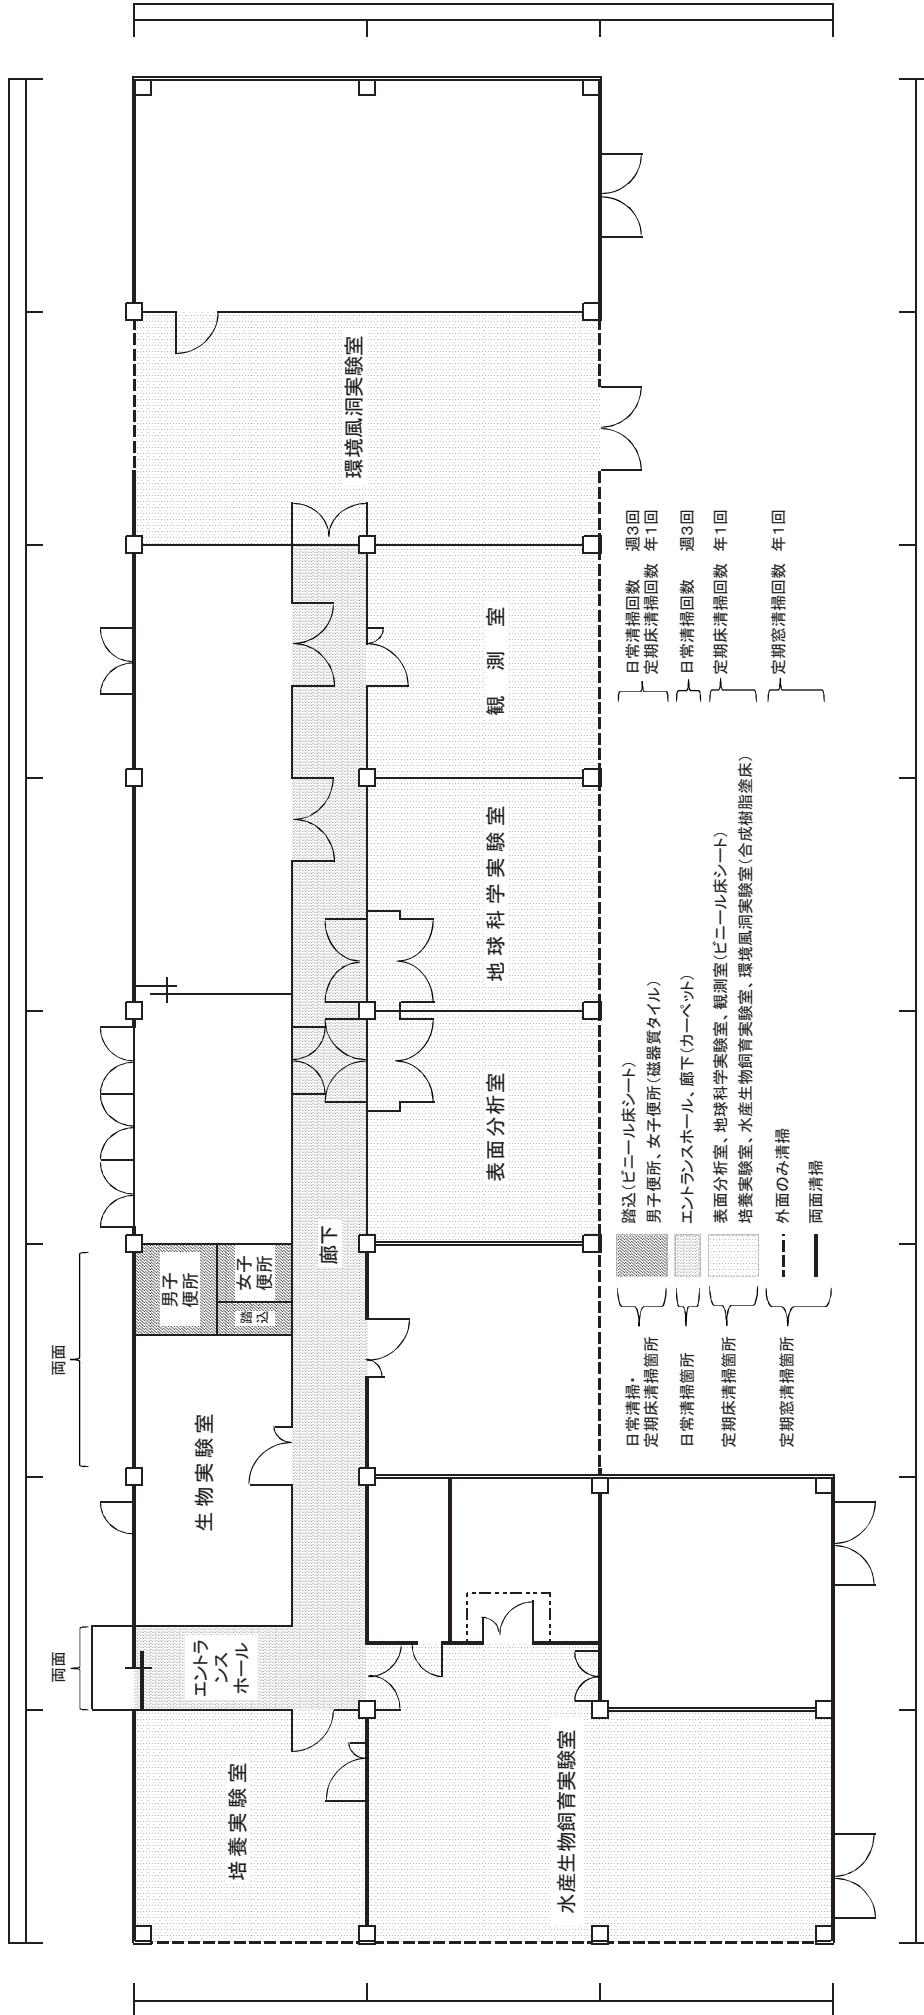 両面
両面
培養実験室
エントラ
ンス
ホール
生物実験室
男子
便所
女子
便所
踏
込
廊下
環境風洞実験室
水産生物飼育実験室
表面分析室
地球科学実験室
観測室
日常清掃・
定期床清掃箇所
踏込（ビニール床シート）
男子便所、女子便所（磁器質タイル）
日常清掃回数 週3回
定期床清掃回数 年1回
日常清掃箇所
エントランスホール、廊下（カーペット）
日常清掃回数 週3回
定期床清掃箇所
表面分析室、地球科学実験室、観測室（ビニール床シート）
培養実験室、水産生物飼育実験室、環境風洞実験室（合成樹脂塗床）
定期床清掃回数 年1回
定期窓清掃箇所
外面のみ清掃
両面清掃
定期窓清掃回数 年1回